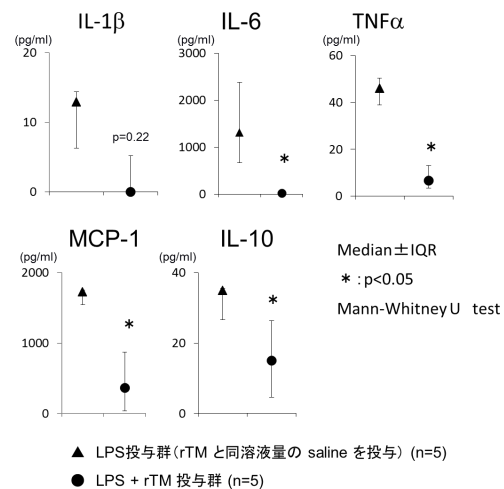 IL-1β
(pg/ml)
20
10
0
p=0.22
IL-6
(pg/ml)
3000
2000
1000
0
*
TNFα
(pg/ml)
60
40
20
0
*
MCP-1
(pg/ml)
2000
1000
0
*
IL-10
(pg/ml)
40
20
0
*
Median±IQR
* : p<0.05
Mann-Whitney U test
▲ LPS投与群(rTM と同溶液量の saline を投与) (n=5)
● LPS + rTM 投与群 (n=5)